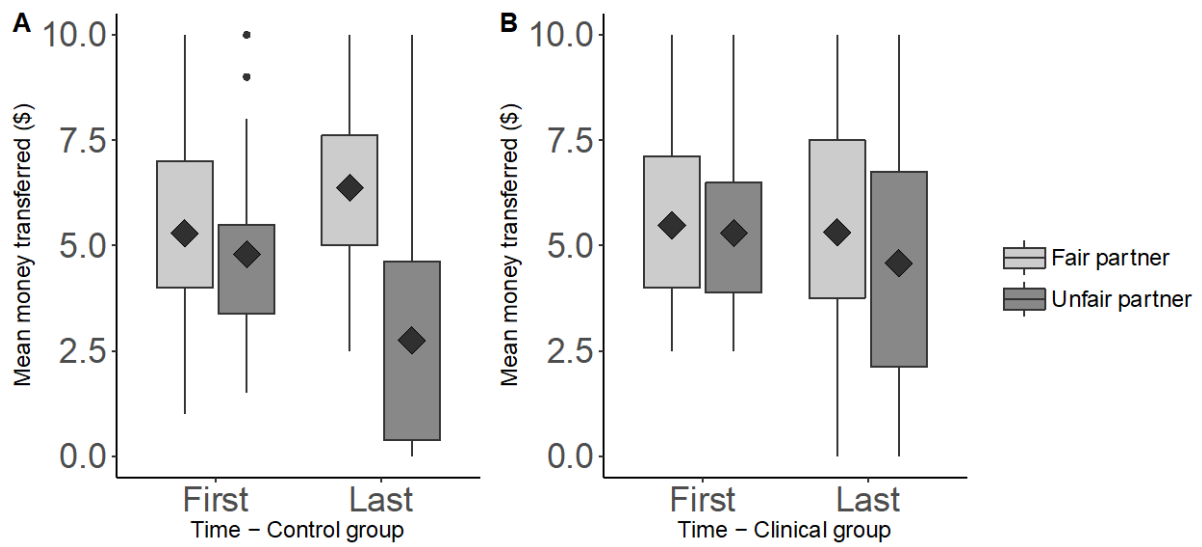 A
Mean money transferred ($)
10.0
7.5
5.0
2.5
0.0
First Last
Time − Control group
B
Mean money transferred ($)
10.0
7.5
5.0
2.5
0.0
First Last
Time − Clinical group
Fair partner
Unfair partner